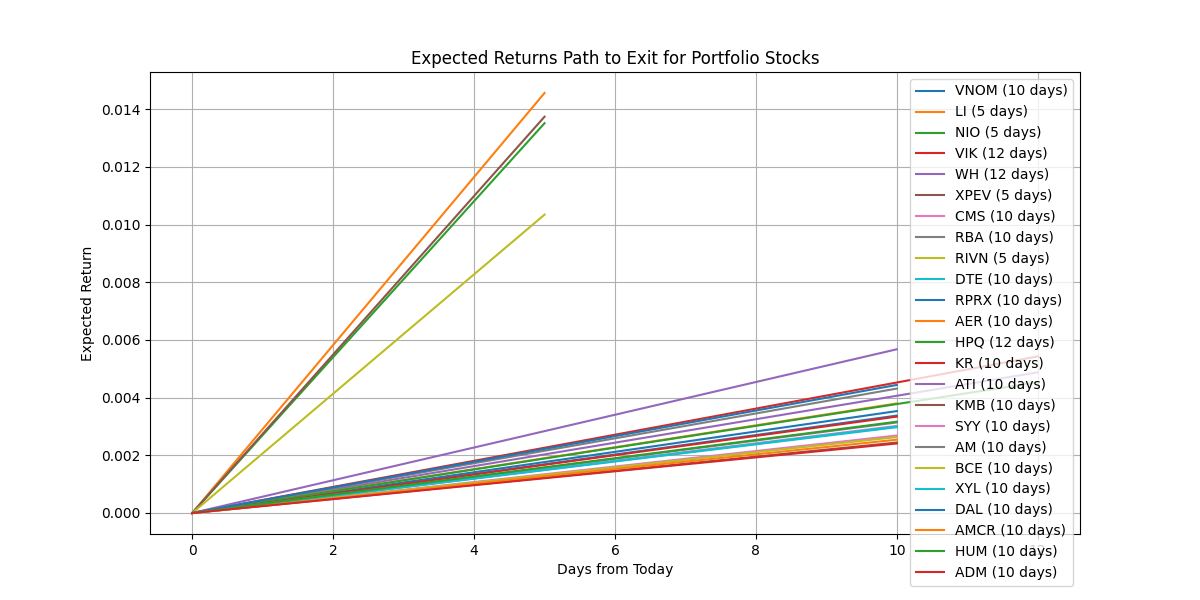 Expected Returns Path to Exit for Portfolio Stocks
Expected Return
0.014
0.012
0.010
0.008
0.006
0.004
0.002
0.000
0 2 4 6 8 10
Days from Today
VNOM (10 days)
LI (5 days)
NIO (5 days)
VIK (12 days)
WH (12 days)
XPEV (5 days)
CMS (10 days)
RBA (10 days)
RIVN (5 days)
DTE (10 days)
RPRX (10 days)
AER (10 days)
HPQ (12 days)
KR (10 days)
ATI (10 days)
KMB (10 days)
SYY (10 days)
AM (10 days)
BCE (10 days)
XYL (10 days)
DAL (10 days)
AMCR (10 days)
HUM (10 days)
ADM (10 days)